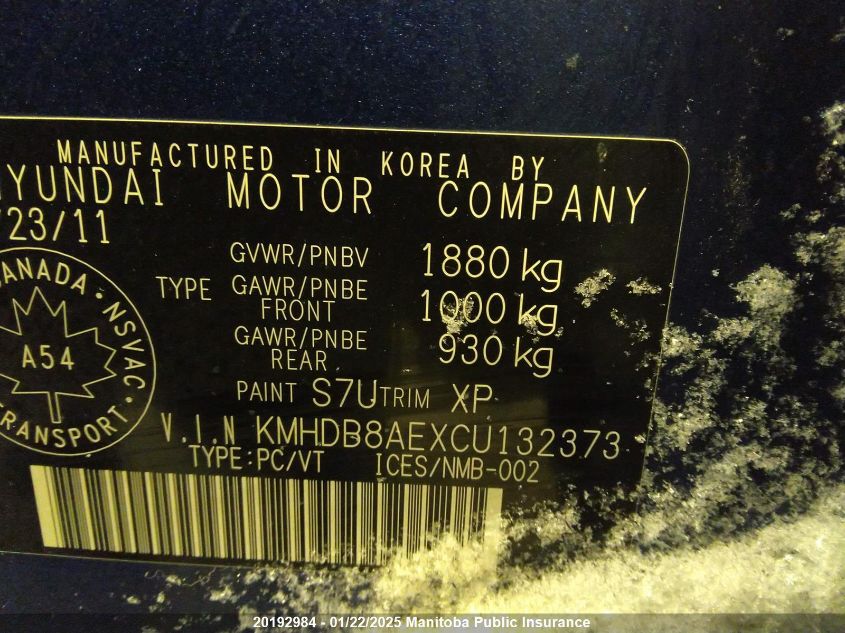 MANUFACTURED IN KOREA BY
HYUNDAI MOTOR COMPANY
/23/11
GVWR/PNBV 1880 kg
TYPE GAWR/PNBE FRONT 1000 kg
GAWR/PNBE REAR 930 kg
PAINT S7U TRIM XP
V.I.N KMHDB8AEXCU132373
TYPE:PC/VT ICES/NMB-002
CANADA · NSVAC · TRANSPORT
A54
20192984 - 01/22/2025 Manitoba Public Insurance